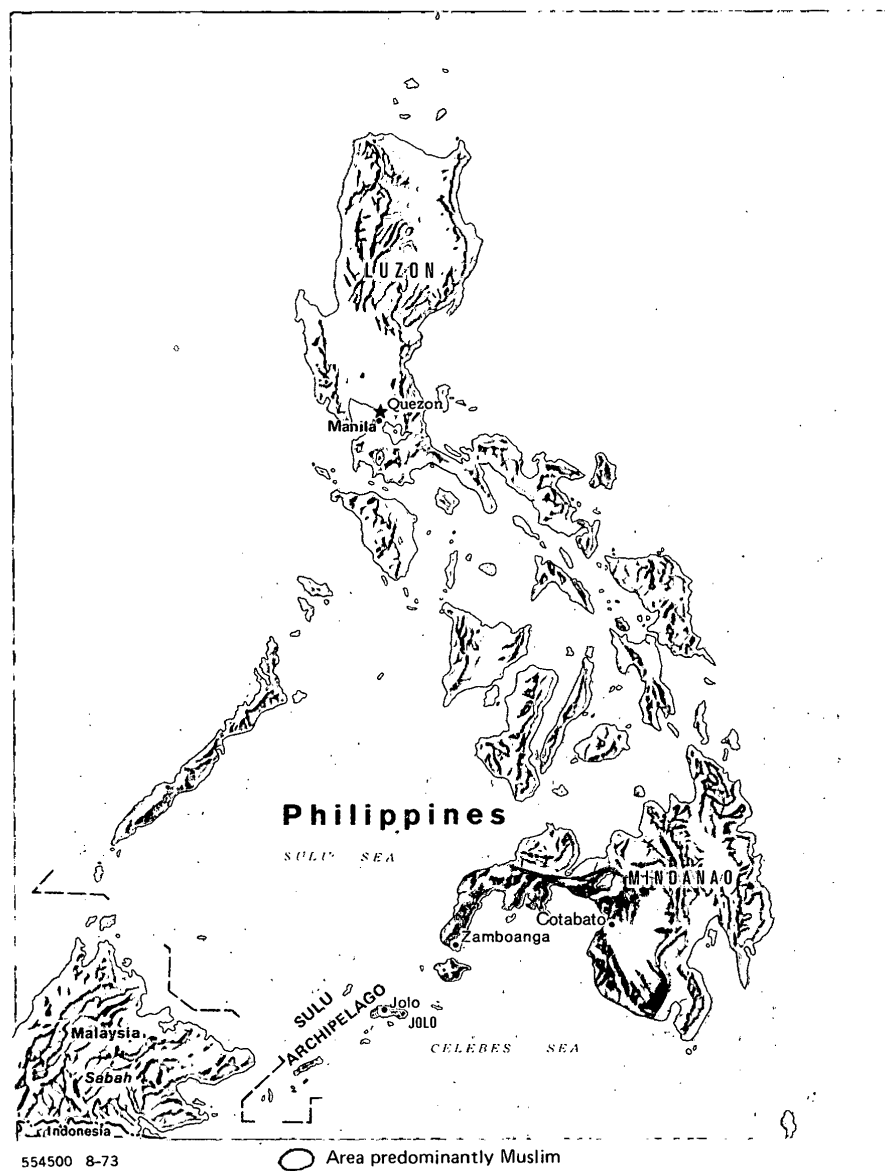 LUZON
Quezon
Manila
Philippines
SULU SEA
MINDANAO
Cotabato
Zamboanga
SULU
ARCHIPELAGO
Jolo
JOLO
CELEBES SEA
Malaysia
Sabah
Indonesia
554500 8-73
Area predominantly Muslim